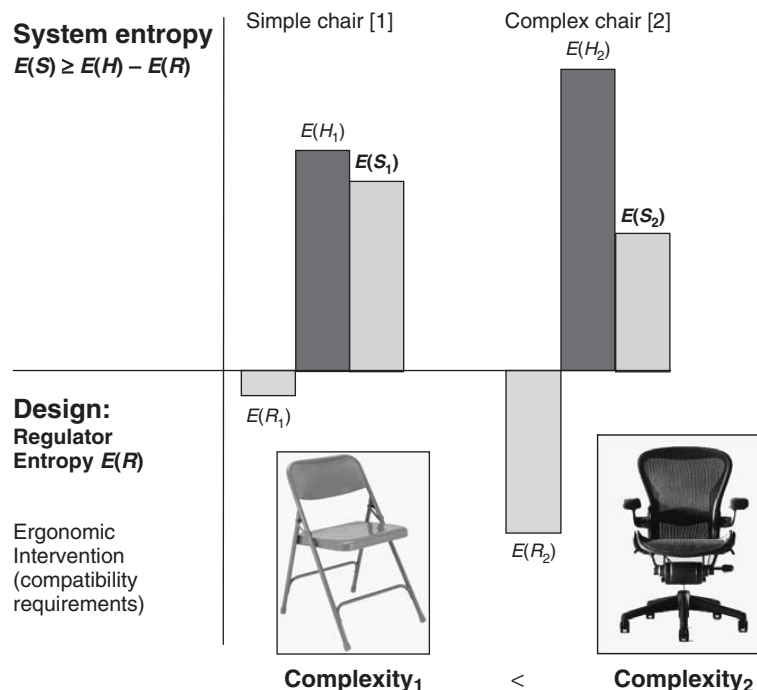 System entropy
E(S) ≥ E(H) – E(R)
Simple chair [1]
Complex chair [2]
E(H₁)
E(S₁)
E(H₂)
E(S₂)
Design:
Regulator
Entropy E(R)
E(R₁)
E(R₂)
Ergonomic
Intervention
(compatibility
requirements)
Complexity₁ < Complexity₂